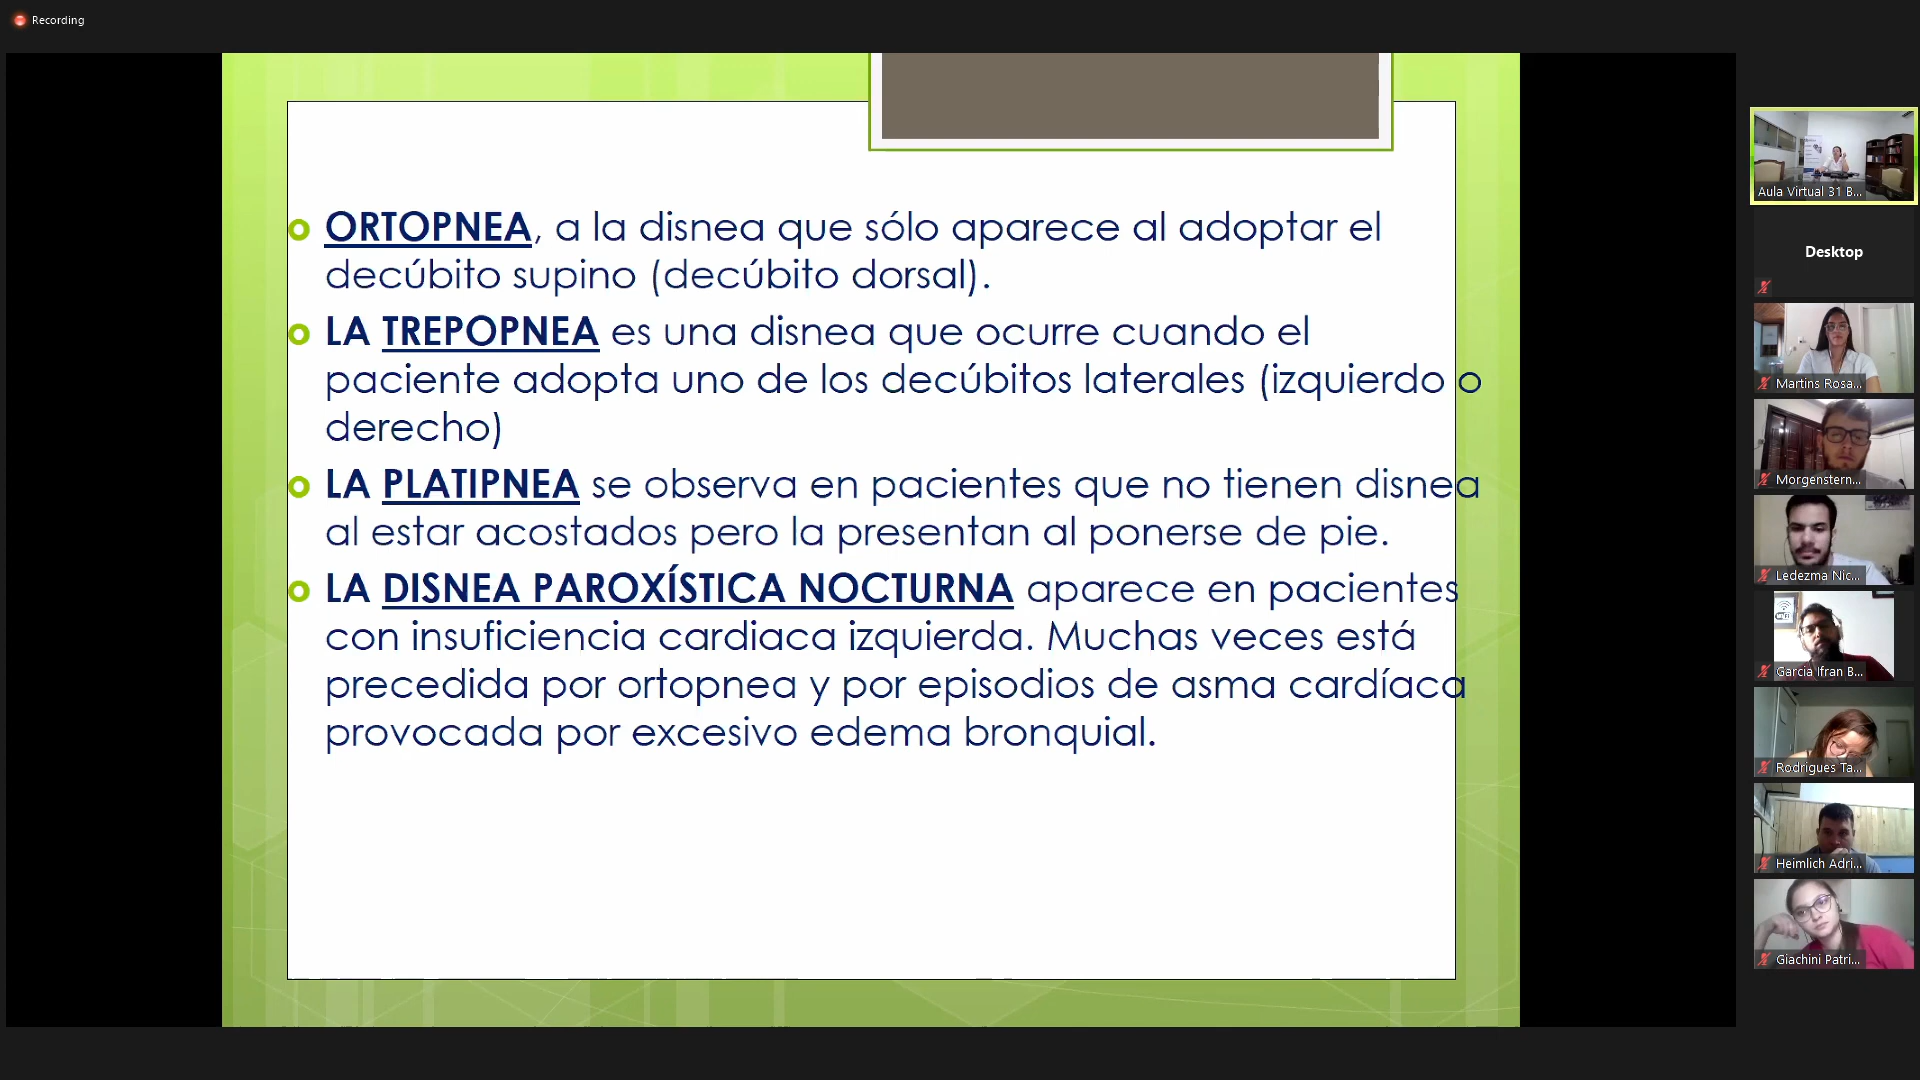 Recording
ORTOPNEA, a la disnea que sólo aparece al adoptar el
decúbito supino (decúbito dorsal).
LA TREPOPNEA es una disnea que ocurre cuando el
paciente adopta uno de los decúbitos laterales (izquierdo o
derecho)
LA PLATIPNEA se observa en pacientes que no tienen disnea
al estar acostados pero la presentan al ponerse de pie.
LA DISNEA PAROXÍSTICA NOCTURNA aparece en pacientes
con insuficiencia cardiaca izquierda. Muchas veces está
precedida por ortopnea y por episodios de asma cardíaca
provocada por excesivo edema bronquial.
Aula Virtual 31 B...
Desktop
Martins Rosa...
Morgenstern...
Ledezma Nic...
Garcia Ifran B...
Rodrigues Ta...
Heimlich Adri...
Giachini Patri...